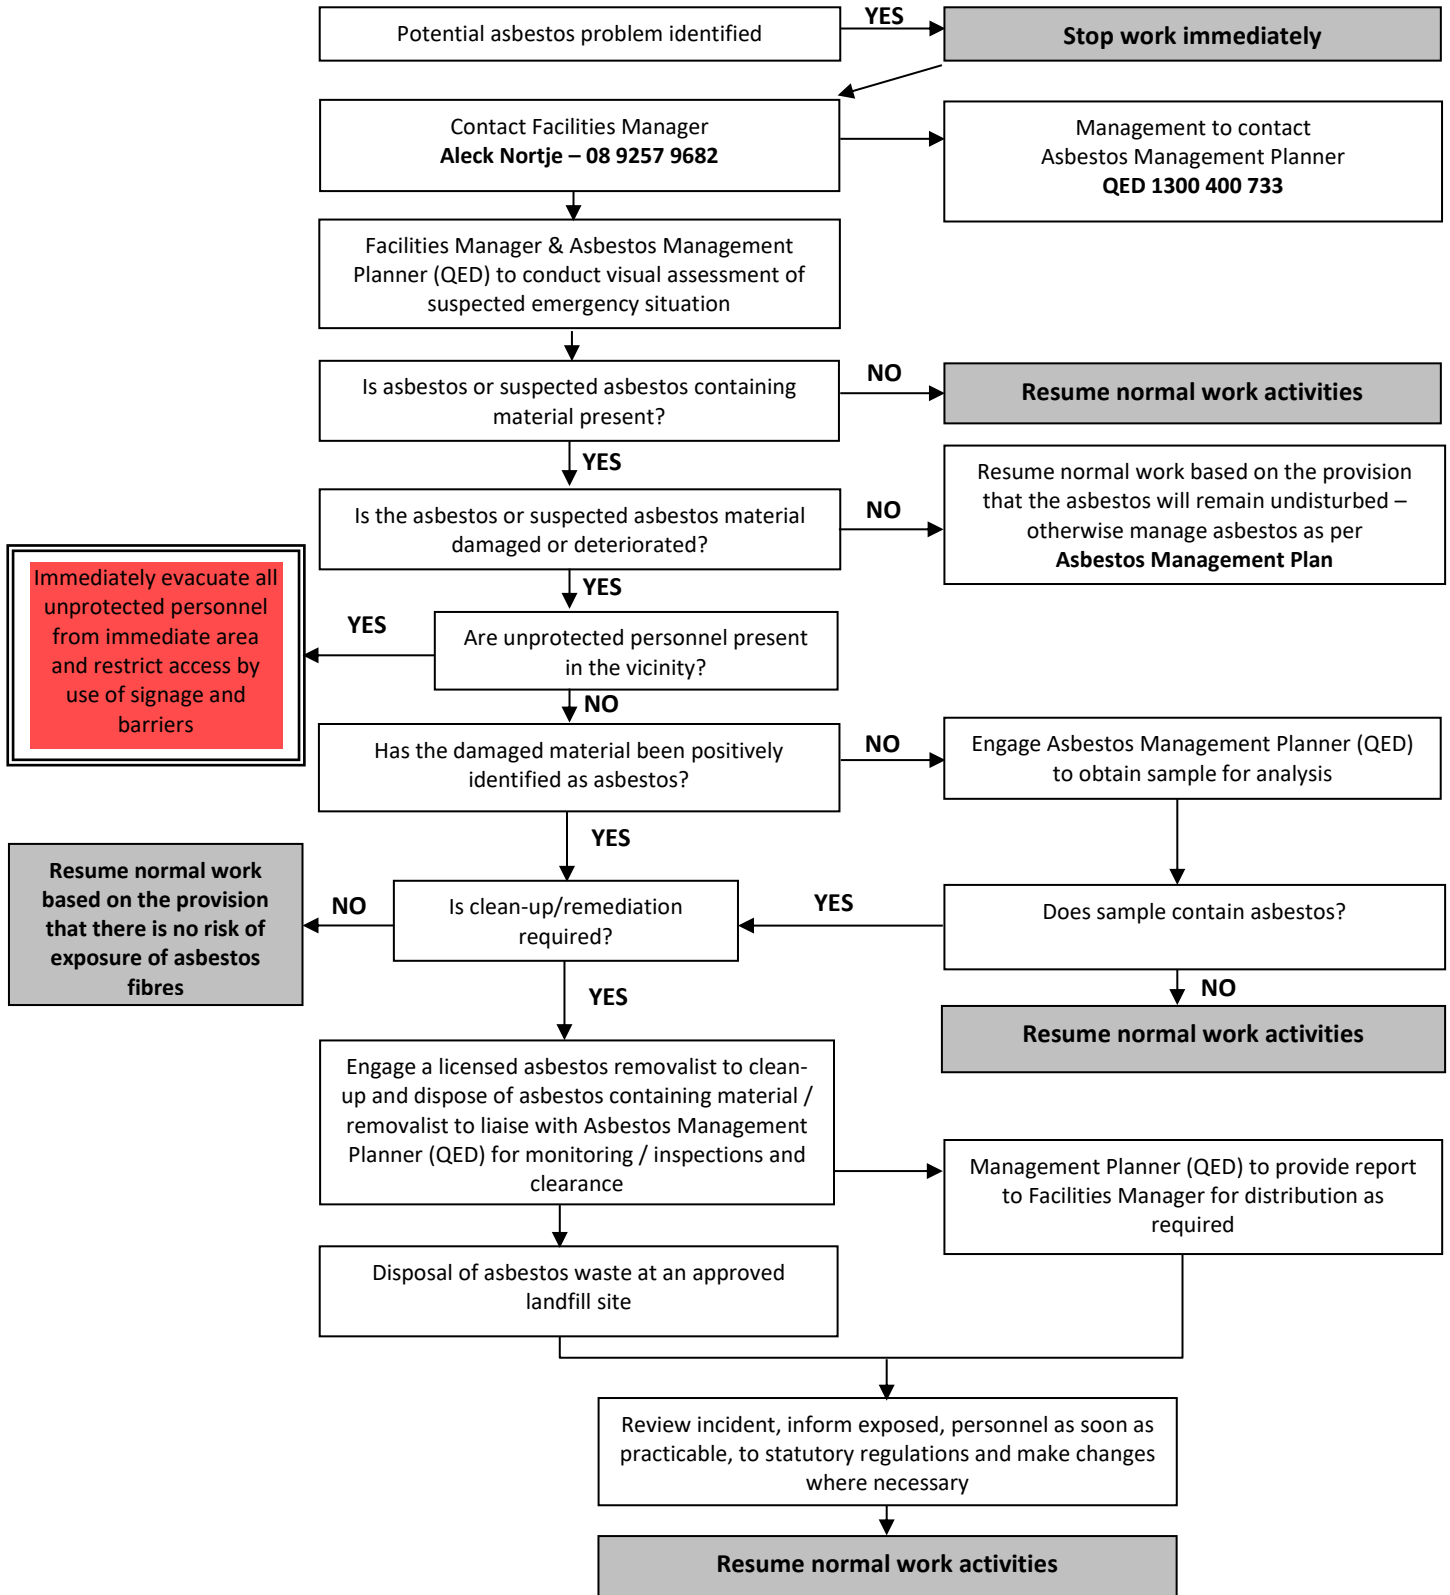 Potential asbestos problem identified
YES
Stop work immediately
Contact Facilities Manager
Aleck Nortje – 08 9257 9682
Management to contact
Asbestos Management Planner
QED 1300 400 733
Facilities Manager & Asbestos Management
Planner (QED) to conduct visual assessment of
suspected emergency situation
Is asbestos or suspected asbestos containing
material present?
NO
Resume normal work activities
YES
Is the asbestos or suspected asbestos material
damaged or deteriorated?
NO
Resume normal work based on the provision
that the asbestos will remain undisturbed –
otherwise manage asbestos as per
Asbestos Management Plan
YES
Are unprotected personnel present
in the vicinity?
YES
Immediately evacuate all
unprotected personnel
from immediate area
and restrict access by
use of signage and
barriers
NO
Has the damaged material been positively
identified as asbestos?
NO
Engage Asbestos Management Planner (QED)
to obtain sample for analysis
YES
Is clean-up/remediation
required?
NO
Resume normal work
based on the provision
that there is no risk of
exposure of asbestos
fibres
YES
Does sample contain asbestos?
NO
Resume normal work activities
YES
Engage a licensed asbestos removalist to clean-
up and dispose of asbestos containing material /
removalist to liaise with Asbestos Management
Planner (QED) for monitoring / inspections and
clearance
Management Planner (QED) to provide report
to Facilities Manager for distribution as
required
Disposal of asbestos waste at an approved
landfill site
Review incident, inform exposed, personnel as soon as
practicable, to statutory regulations and make changes
where necessary
Resume normal work activities